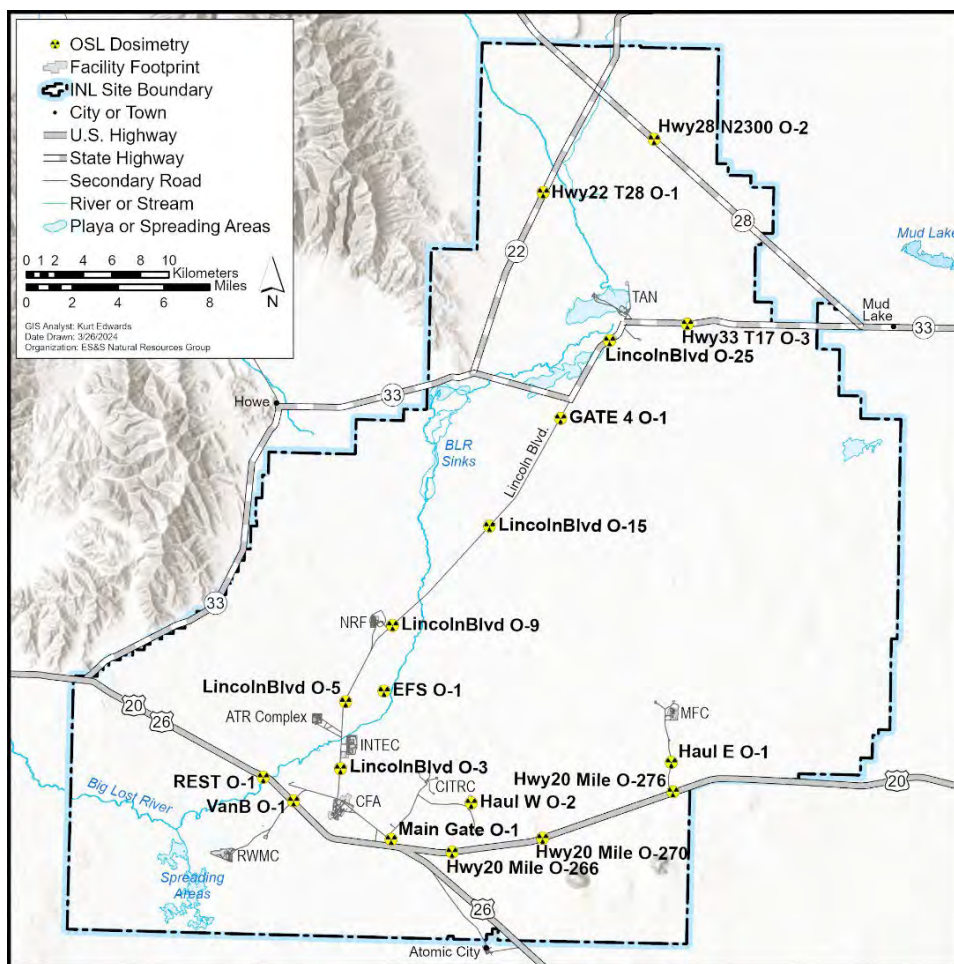 OSL Dosimetry
Facility Footprint
INL Site Boundary
City or Town
U.S. Highway
State Highway
Secondary Road
River or Stream
Playa or Spreading Areas
0 1 2 4 6 8 10
Kilometers
Miles
0 2 4 6 8
N
GIS Analyst: Kurt Edwards
Date Drawn: 3/26/2024
Organization: ES&S Natural Resources Group
Hwy28 N2300 O-2
Hwy22 T28 O-1
28
22
Mud Lake
TAN
Mud
Lake
33
Hwy33 T17 O-3
LincolnBlvd O-25
33
Howe
GATE 4 O-1
BLR
Sinks
Lincoln Blvd.
LincolnBlvd O-15
33
NRF
LincolnBlvd O-9
LincolnBlvd O-5
EFS O-1
20
26
ATR Complex
MFC
INTEC
Haul E O-1
REST O-1
LincolnBlvd O-3
Hwy20 Mile O-276
20
Big Lost River
VanB O-1
CITRC
CFA
Haul W O-2
Main Gate O-1
RWMC
Hwy20 Mile O-270
Hwy20 Mile O-266
Spreading
Areas
26
Atomic City